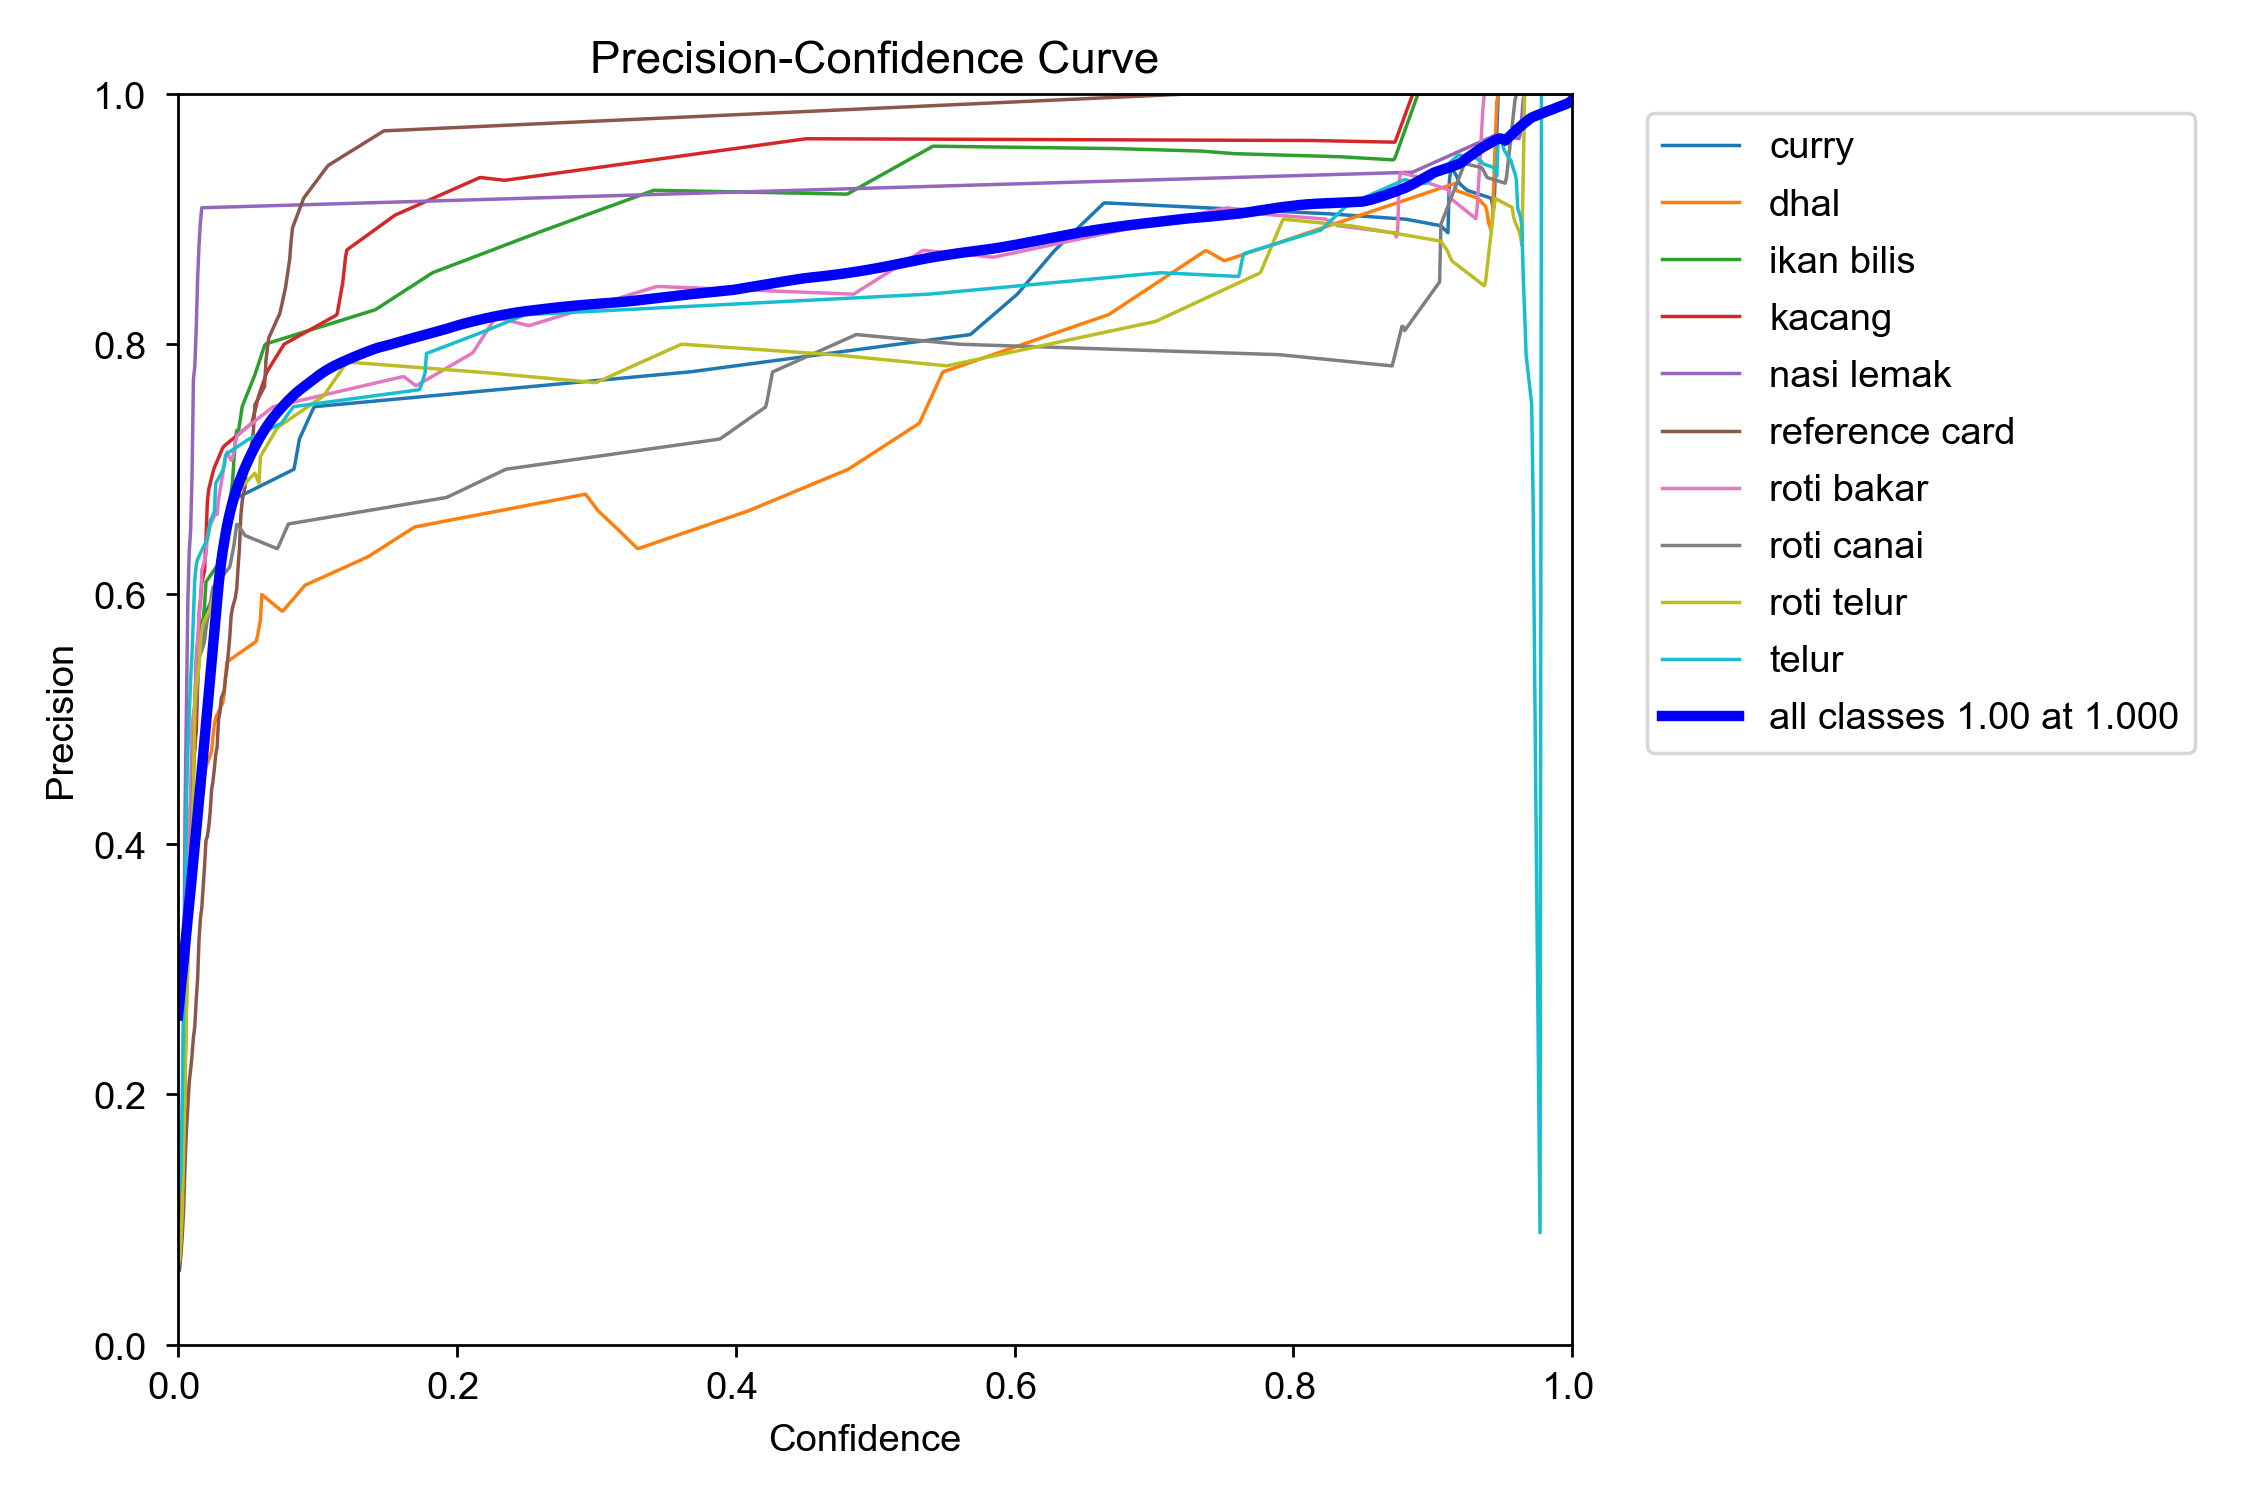 Precision-Confidence Curve
1.0
0.8
0.6
0.4
0.2
0.0
Precision
0.0 0.2 0.4 0.6 0.8 1.0
Confidence
curry
dhal
ikan bilis
kacang
nasi lemak
reference card
roti bakar
roti canai
roti telur
telur
all classes 1.00 at 1.000